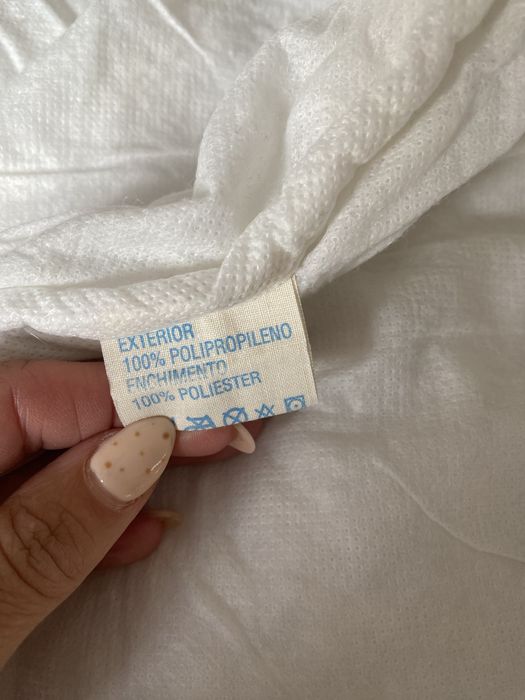 EXTERIOR
100% POLIPROPILENO
ENCHIMENTO
100% POLIESTER